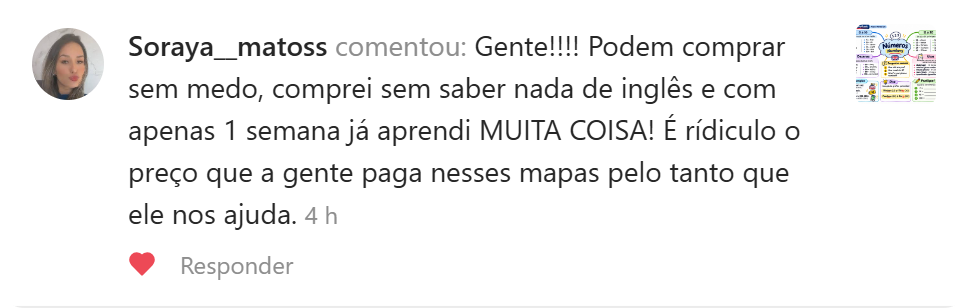 Soraya__matoss comentou: Gente!!!! Podem comprar
sem medo, comprei sem saber nada de inglês e com
apenas 1 semana já aprendi MUITA COISA! É rídiculo o
preço que a gente paga nesses mapas pelo tanto que
ele nos ajuda. 4 h
Responder
Números